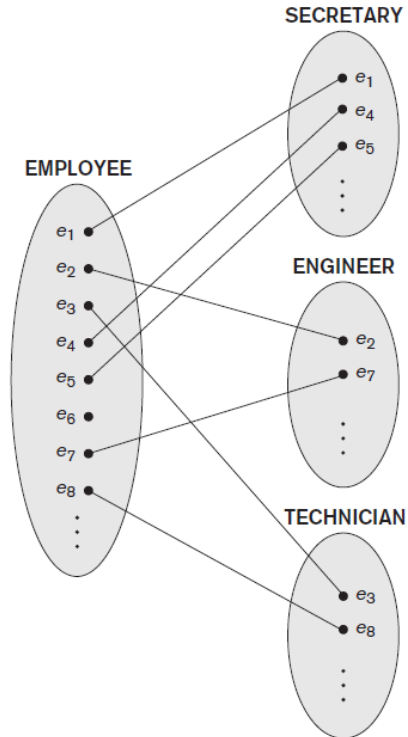 SECRETARY
e1
e4
e5
EMPLOYEE
e1
e2
e3
e4
e5
e6
e7
e8
ENGINEER
e2
e7
TECHNICIAN
e3
e8